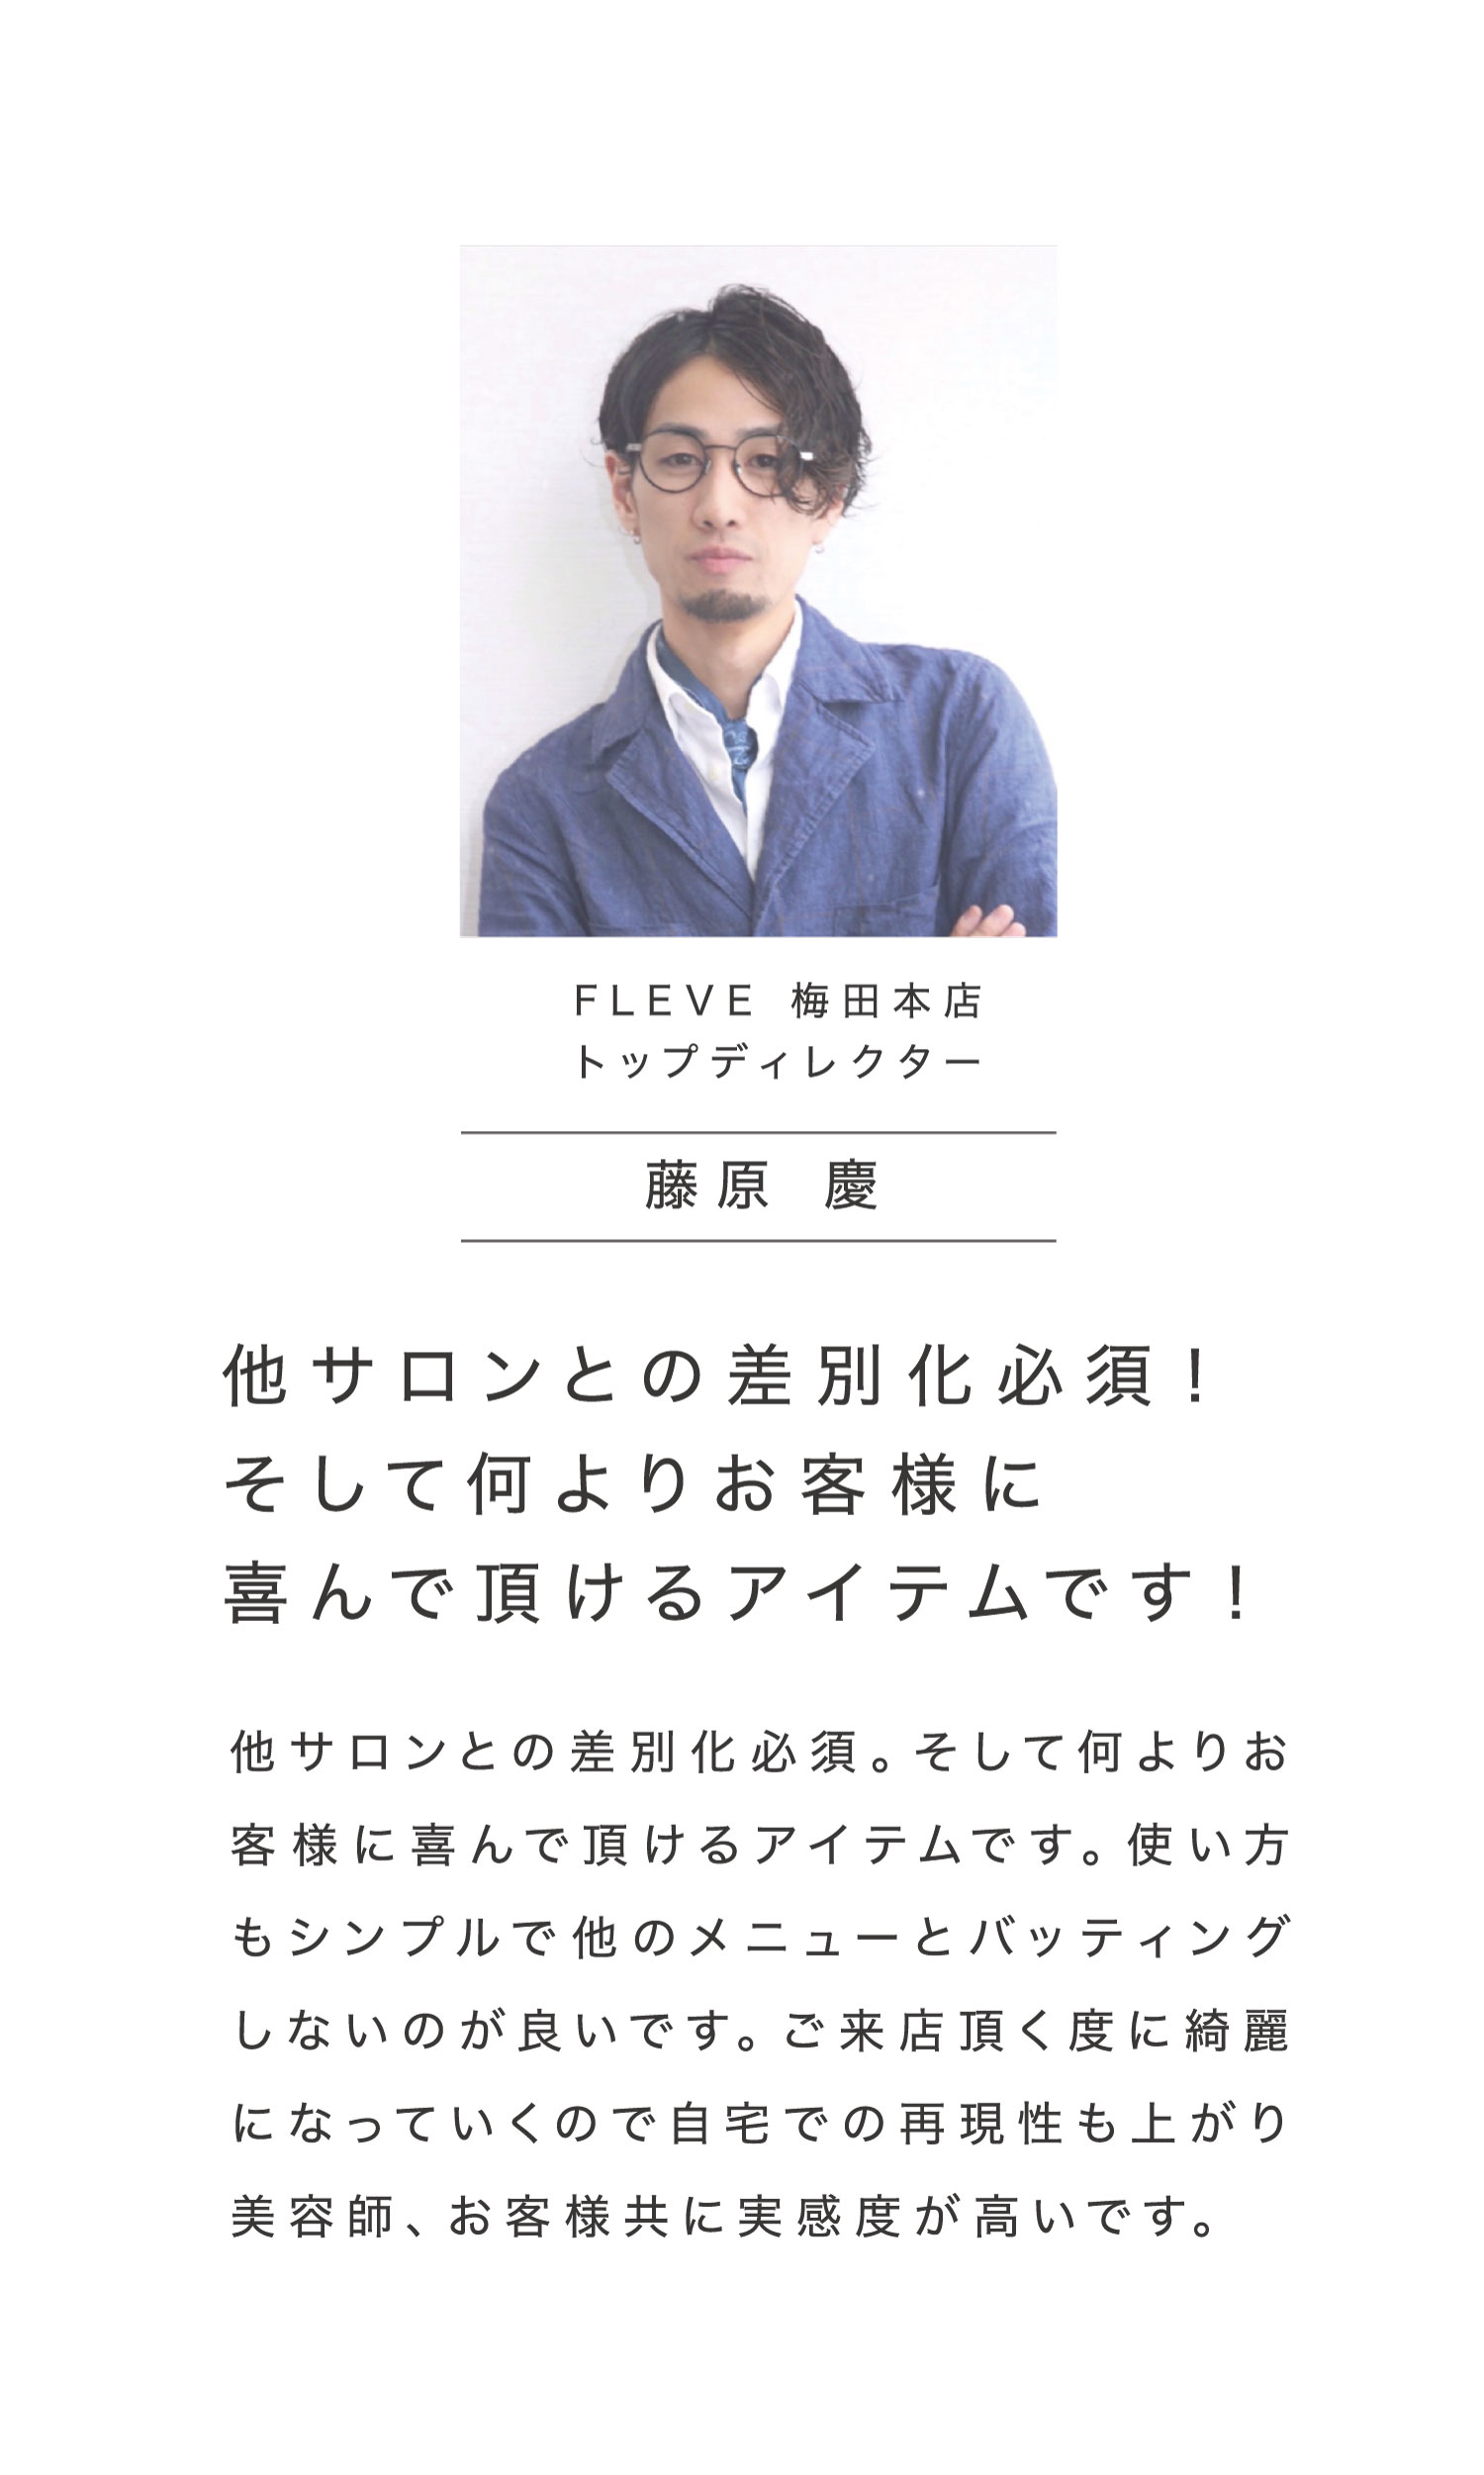 FLEVE 梅田本店
トップディレクター
藤原 慶
他サロンとの差別化必須！
そして何よりお客様に
喜んで頂けるアイテムです！
他サロンとの差別化必須。そして何よりお
客様に喜んで頂けるアイテムです。使い方
もシンプルで他のメニューとバッティング
しないのが良いです。ご来店頂く度に綺麗
になっていくので自宅での再現性も上がり
美容師、お客様共に実感度が高いです。